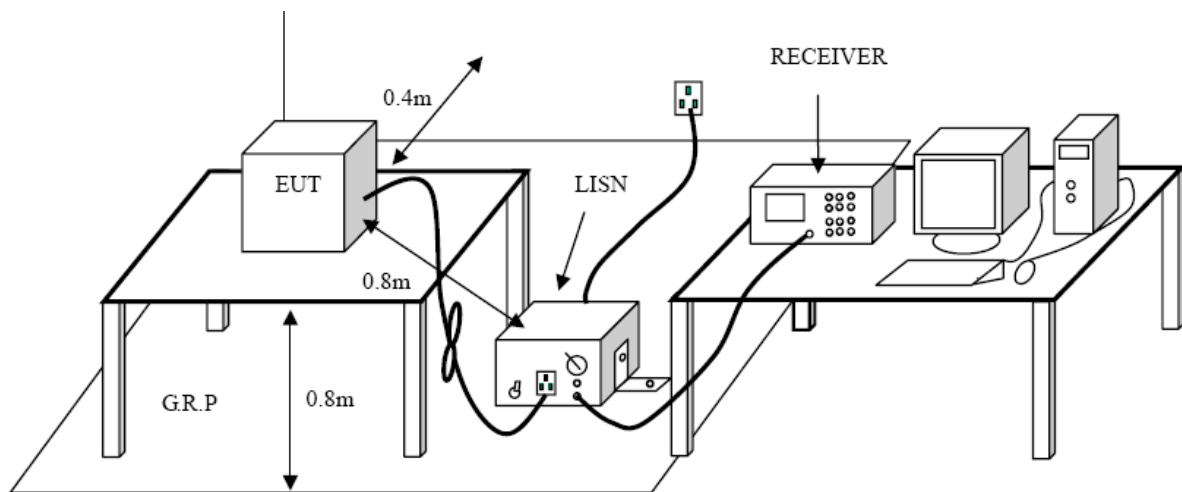 RECEIVER
0.4m
EUT
LISN
0.8m
G.R.P
0.8m